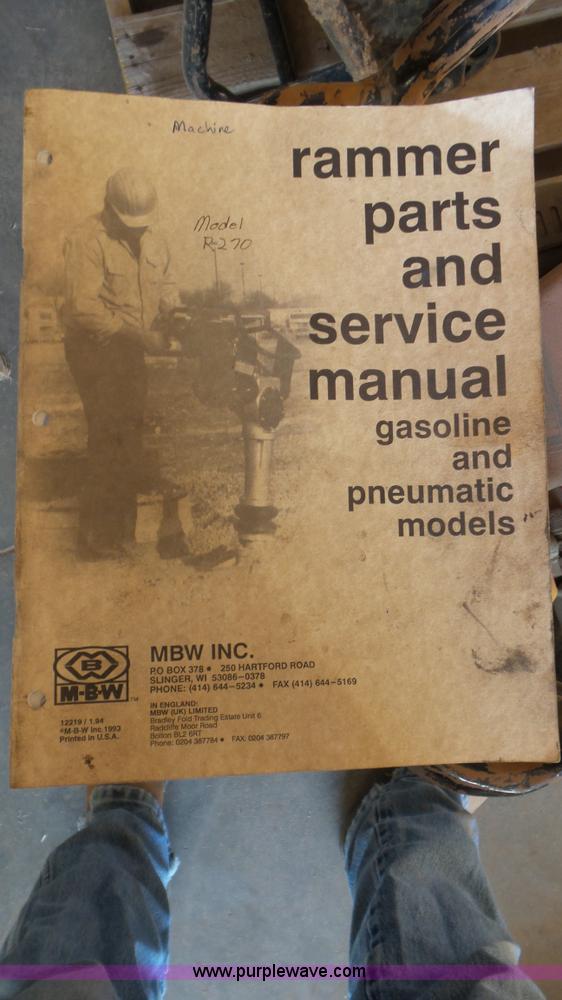 Machine
Model
R-270
rammer
parts
and
service
manual
gasoline
and
pneumatic
models
B
M-B-W ™
MBW INC.
P.O BOX 378 • 250 HARTFORD ROAD
SLINGER, WI 53086-0378
PHONE: (414) 644-5234 • FAX (414) 644-5169
IN ENGLAND:
MBW (UK) LIMITED
Bradley Fold Trading Estate Unit 6
Radcliffe Moor Road
Bolton BL2 6RT
Phone: 0204 387784 • FAX: 0204 387797
12219 / 1.94
©M-B-W Inc.1993
Printed in U.S.A.
www.purplewave.com